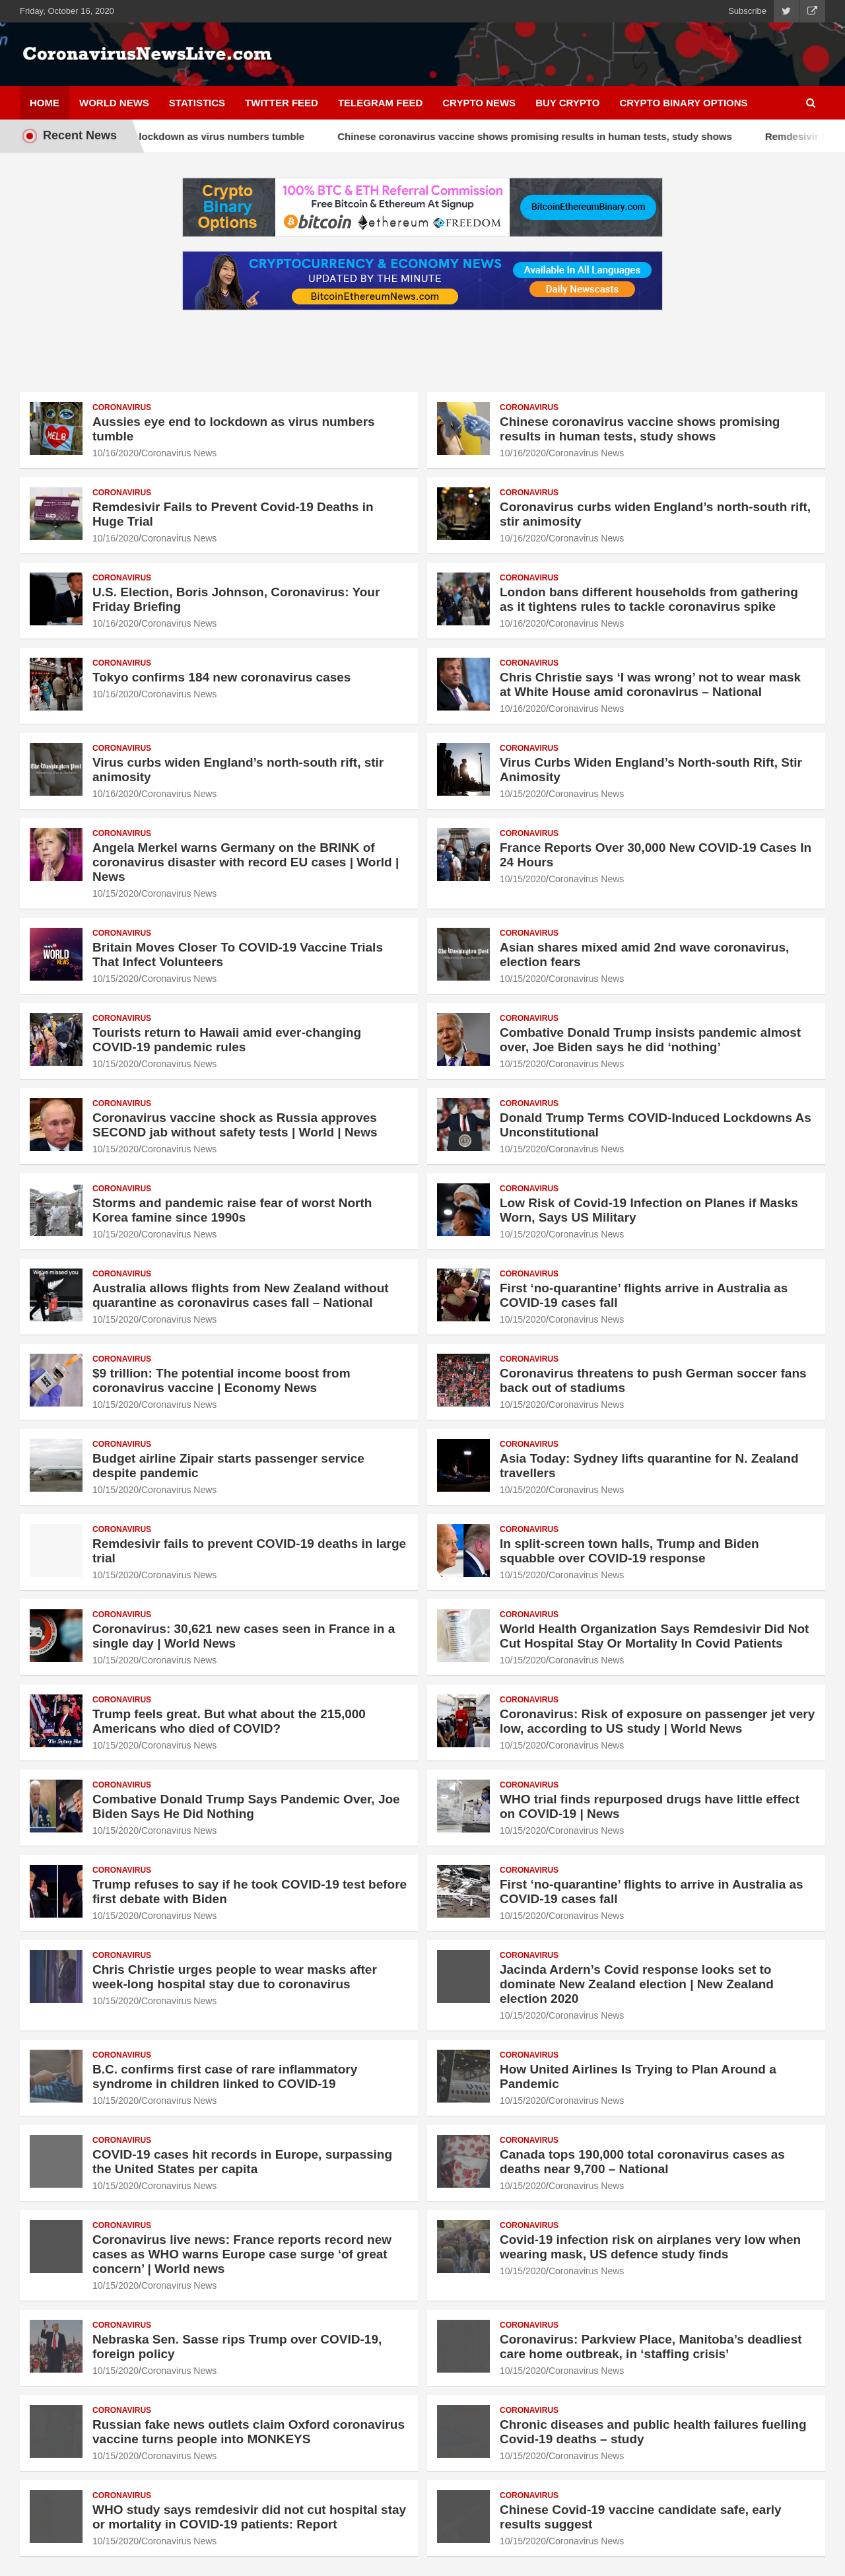 Friday, October 16, 2020
Subscribe
CoronavirusNewsLive.com
HOME WORLD NEWS STATISTICS TWITTER FEED TELEGRAM FEED CRYPTO NEWS BUY CRYPTO CRYPTO BINARY OPTIONS
Recent News
lockdown as virus numbers tumble
Chinese coronavirus vaccine shows promising results in human tests, study shows
Remdesivir
Crypto
Binary
Options
100% BTC & ETH Referral Commission
Free Bitcoin & Ethereum At Signup
bitcoin ethereum FREEDOM
BitcoinEthereumBinary.com
CRYPTOCURRENCY & ECONOMY NEWS
UPDATED BY THE MINUTE
BitcoinEthereumNews.com
Available In All Languages
Daily Newscasts
CORONAVIRUS
Aussies eye end to lockdown as virus numbers
tumble
10/16/2020/Coronavirus News
CORONAVIRUS
Chinese coronavirus vaccine shows promising
results in human tests, study shows
10/16/2020/Coronavirus News
CORONAVIRUS
Remdesivir Fails to Prevent Covid-19 Deaths in
Huge Trial
10/16/2020/Coronavirus News
CORONAVIRUS
Coronavirus curbs widen England’s north-south rift,
stir animosity
10/16/2020/Coronavirus News
CORONAVIRUS
U.S. Election, Boris Johnson, Coronavirus: Your
Friday Briefing
10/16/2020/Coronavirus News
CORONAVIRUS
London bans different households from gathering
as it tightens rules to tackle coronavirus spike
10/16/2020/Coronavirus News
CORONAVIRUS
Tokyo confirms 184 new coronavirus cases
10/16/2020/Coronavirus News
CORONAVIRUS
Chris Christie says ‘I was wrong’ not to wear mask
at White House amid coronavirus – National
10/16/2020/Coronavirus News
The Washington Post
CORONAVIRUS
Virus curbs widen England’s north-south rift, stir
animosity
10/16/2020/Coronavirus News
CORONAVIRUS
Virus Curbs Widen England’s North-south Rift, Stir
Animosity
10/15/2020/Coronavirus News
CORONAVIRUS
Angela Merkel warns Germany on the BRINK of
coronavirus disaster with record EU cases | World |
News
10/15/2020/Coronavirus News
CORONAVIRUS
France Reports Over 30,000 New COVID-19 Cases In
24 Hours
10/15/2020/Coronavirus News
WORLD
NEWS
CORONAVIRUS
Britain Moves Closer To COVID-19 Vaccine Trials
That Infect Volunteers
10/15/2020/Coronavirus News
The Washington Post
CORONAVIRUS
Asian shares mixed amid 2nd wave coronavirus,
election fears
10/15/2020/Coronavirus News
CORONAVIRUS
Tourists return to Hawaii amid ever-changing
COVID-19 pandemic rules
10/15/2020/Coronavirus News
CORONAVIRUS
Combative Donald Trump insists pandemic almost
over, Joe Biden says he did ‘nothing’
10/15/2020/Coronavirus News
CORONAVIRUS
Coronavirus vaccine shock as Russia approves
SECOND jab without safety tests | World | News
10/15/2020/Coronavirus News
CORONAVIRUS
Donald Trump Terms COVID-Induced Lockdowns As
Unconstitutional
10/15/2020/Coronavirus News
CORONAVIRUS
Storms and pandemic raise fear of worst North
Korea famine since 1990s
10/15/2020/Coronavirus News
CORONAVIRUS
Low Risk of Covid-19 Infection on Planes if Masks
Worn, Says US Military
10/15/2020/Coronavirus News
We've missed you
CORONAVIRUS
Australia allows flights from New Zealand without
quarantine as coronavirus cases fall – National
10/15/2020/Coronavirus News
CORONAVIRUS
First ‘no-quarantine’ flights arrive in Australia as
COVID-19 cases fall
10/15/2020/Coronavirus News
CORONAVIRUS
$9 trillion: The potential income boost from
coronavirus vaccine | Economy News
10/15/2020/Coronavirus News
CORONAVIRUS
Coronavirus threatens to push German soccer fans
back out of stadiums
10/15/2020/Coronavirus News
CORONAVIRUS
Budget airline Zipair starts passenger service
despite pandemic
10/15/2020/Coronavirus News
CORONAVIRUS
Asia Today: Sydney lifts quarantine for N. Zealand
travellers
10/15/2020/Coronavirus News
CORONAVIRUS
Remdesivir fails to prevent COVID-19 deaths in large
trial
10/15/2020/Coronavirus News
CORONAVIRUS
In split-screen town halls, Trump and Biden
squabble over COVID-19 response
10/15/2020/Coronavirus News
CORONAVIRUS
Coronavirus: 30,621 new cases seen in France in a
single day | World News
10/15/2020/Coronavirus News
CORONAVIRUS
World Health Organization Says Remdesivir Did Not
Cut Hospital Stay Or Mortality In Covid Patients
10/15/2020/Coronavirus News
CORONAVIRUS
Trump feels great. But what about the 215,000
Americans who died of COVID?
10/15/2020/Coronavirus News
CORONAVIRUS
Coronavirus: Risk of exposure on passenger jet very
low, according to US study | World News
10/15/2020/Coronavirus News
CORONAVIRUS
Combative Donald Trump Says Pandemic Over, Joe
Biden Says He Did Nothing
10/15/2020/Coronavirus News
CORONAVIRUS
WHO trial finds repurposed drugs have little effect
on COVID-19 | News
10/15/2020/Coronavirus News
CORONAVIRUS
Trump refuses to say if he took COVID-19 test before
first debate with Biden
10/15/2020/Coronavirus News
CORONAVIRUS
First ‘no-quarantine’ flights to arrive in Australia as
COVID-19 cases fall
10/15/2020/Coronavirus News
CORONAVIRUS
Chris Christie urges people to wear masks after
week-long hospital stay due to coronavirus
10/15/2020/Coronavirus News
CORONAVIRUS
Jacinda Ardern’s Covid response looks set to
dominate New Zealand election | New Zealand
election 2020
10/15/2020/Coronavirus News
CORONAVIRUS
B.C. confirms first case of rare inflammatory
syndrome in children linked to COVID-19
10/15/2020/Coronavirus News
CORONAVIRUS
How United Airlines Is Trying to Plan Around a
Pandemic
10/15/2020/Coronavirus News
CORONAVIRUS
COVID-19 cases hit records in Europe, surpassing
the United States per capita
10/15/2020/Coronavirus News
CORONAVIRUS
Canada tops 190,000 total coronavirus cases as
deaths near 9,700 – National
10/15/2020/Coronavirus News
CORONAVIRUS
Coronavirus live news: France reports record new
cases as WHO warns Europe case surge ‘of great
concern’ | World news
10/15/2020/Coronavirus News
CORONAVIRUS
Covid-19 infection risk on airplanes very low when
wearing mask, US defence study finds
10/15/2020/Coronavirus News
CORONAVIRUS
Nebraska Sen. Sasse rips Trump over COVID-19,
foreign policy
10/15/2020/Coronavirus News
CORONAVIRUS
Coronavirus: Parkview Place, Manitoba’s deadliest
care home outbreak, in ‘staffing crisis’
10/15/2020/Coronavirus News
CORONAVIRUS
Russian fake news outlets claim Oxford coronavirus
vaccine turns people into MONKEYS
10/15/2020/Coronavirus News
CORONAVIRUS
Chronic diseases and public health failures fuelling
Covid-19 deaths – study
10/15/2020/Coronavirus News
CORONAVIRUS
WHO study says remdesivir did not cut hospital stay
or mortality in COVID-19 patients: Report
10/15/2020/Coronavirus News
CORONAVIRUS
Chinese Covid-19 vaccine candidate safe, early
results suggest
10/15/2020/Coronavirus News